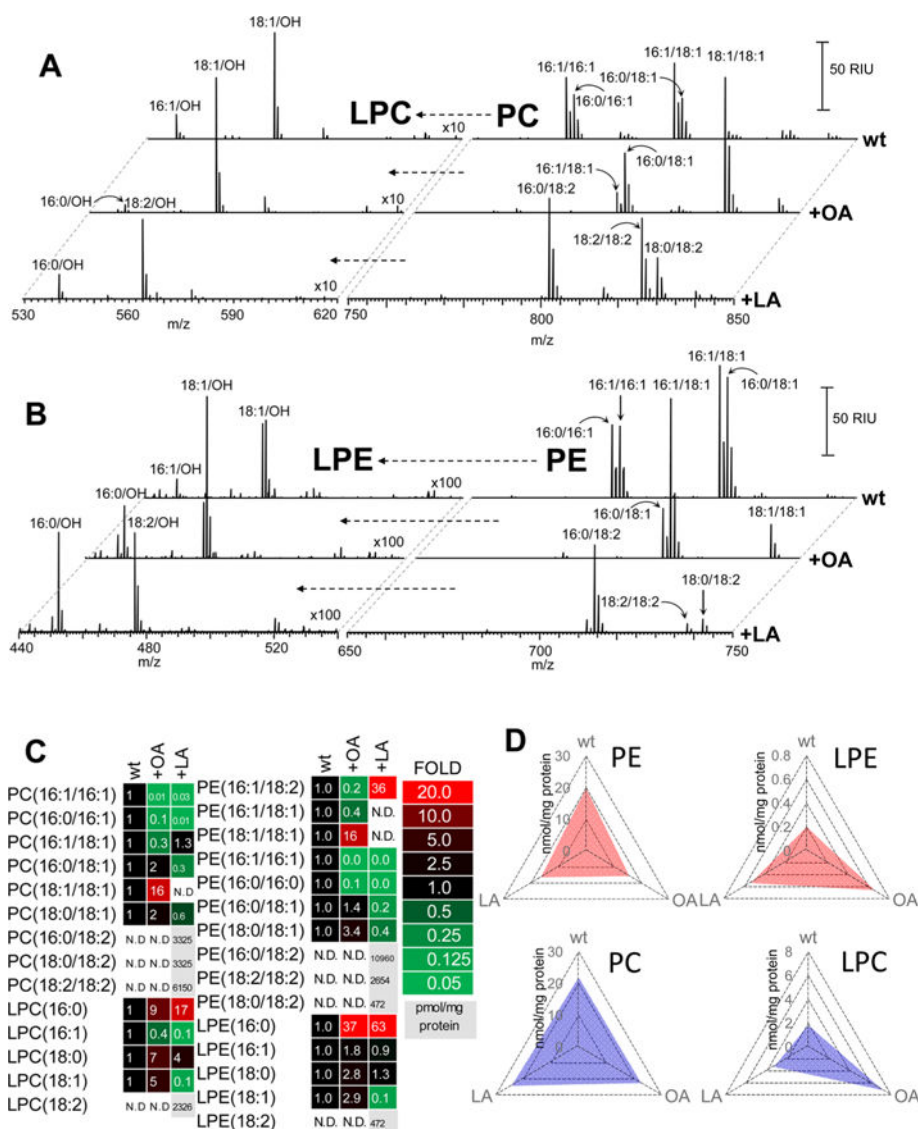 A
18:1/OH
18:1/OH
16:1/OH
LPC
PC
x10
16:1/16:1
16:0/16:1
16:0/18:1
16:1/18:1
18:1/18:1
50 RIU
wt
16:0/OH
18:2/OH
x10
16:0/18:2
16:1/18:1
16:0/18:1
+OA
16:0/OH
x10
18:2/18:2
18:0/18:2
+LA
530 560 590 620 750 800 850
m/z m/z
B
18:1/OH
18:1/OH
16:1/OH
LPE
PE
x100
16:0/16:1
16:1/16:1
16:1/18:1
16:1/18:1
16:0/18:1
50 RIU
wt
16:0/OH
x100
16:0/18:1
18:1/18:1
+OA
16:0/OH
18:2/OH
x100
16:0/18:2
18:2/18:2
18:0/18:2
+LA
440 480 520 650 700 750
m/z m/z
C
wt +OA +LA
PC(16:1/16:1) 1 0.01 0.03
PC(16:0/16:1) 1 0.1 0.01
PC(16:1/18:1) 1 0.3 1.3
PC(16:0/18:1) 1 2 0.3
PC(18:1/18:1) 1 16 N.D
PC(18:0/18:1) 1 2 0.6
PC(16:0/18:2) N.D N.D 3325
PC(18:0/18:2) N.D N.D 3325
PC(18:2/18:2) N.D N.D 6150
LPC(16:0) 1 9 17
LPC(16:1) 1 0.4 0.1
LPC(18:0) 1 7 4
LPC(18:1) 1 5 0.1
LPC(18:2) N.D N.D 2326
wt +OA +LA
PE(16:1/18:2) 1.0 0.2 36
PE(16:1/18:1) 1.0 0.4 N.D.
PE(18:1/18:1) 1.0 16 N.D.
PE(16:1/16:1) 1.0 0.0 0.0
PE(16:0/16:0) 1.0 0.1 0.0
PE(16:0/18:1) 1.0 1.4 0.2
PE(18:0/18:1) 1.0 3.4 0.4
PE(16:0/18:2) N.D. N.D. 10960
PE(18:2/18:2) N.D. N.D. 2654
PE(18:0/18:2) N.D. N.D. 472
LPE(16:0) 1.0 37 63
LPE(16:1) 1.0 1.8 0.9
LPE(18:0) 1.0 2.8 1.3
LPE(18:1) 1.0 2.9 0.1
LPE(18:2) N.D. N.D. 472
FOLD
20.0
10.0
5.0
2.5
1.0
0.5
0.25
0.125
0.05
pmol/mg
protein
D
wt
PE
30
20
10
0
nmol/mg protein
LA OA
wt
LPE
0.8
0.6
0.4
0.2
0
nmol/mg protein
LA OA
wt
PC
30
20
10
0
nmol/mg protein
LA OA
wt
LPC
8
6
4
2
0
nmol/mg protein
LA OA